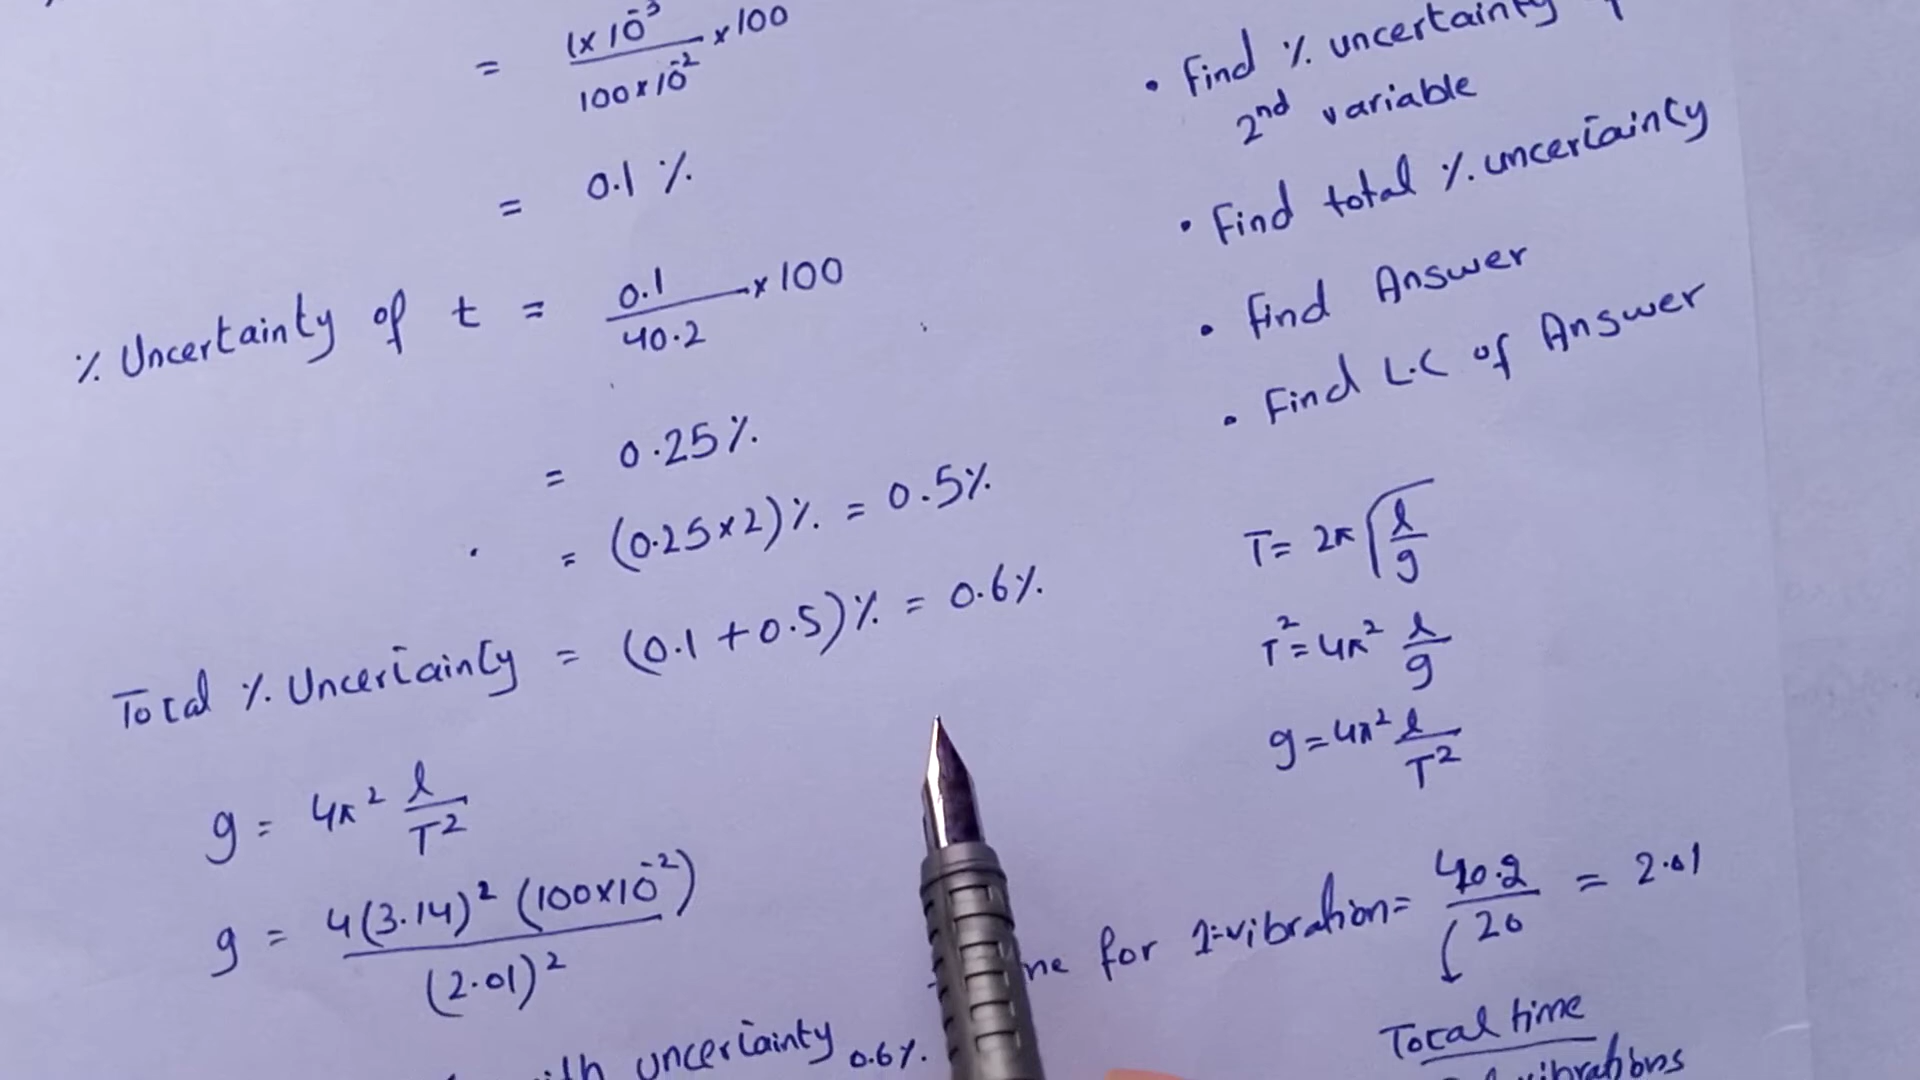 = 1×10⁻³/100×10⁻² ×100
= 0.1 %
% Uncertainty of t = 0.1/40.2 ×100
= 0.25%
= (0.25×2)% = 0.5%
Total % Uncertainty = (0.1 + 0.5)% = 0.6%
g = 4π² l/T²
g = 4(3.14)² (100×10⁻²)/(2.01)²
uncertainty 0.6%.
• Find % uncertainty
2nd variable
• Find total % uncertainty
• Find Answer
• Find L.C of Answer
T = 2π √(l/g)
T² = 4π² l/g
g = 4π² l/T²
for 1-vibration = 40.2/20 = 2.01
Total time